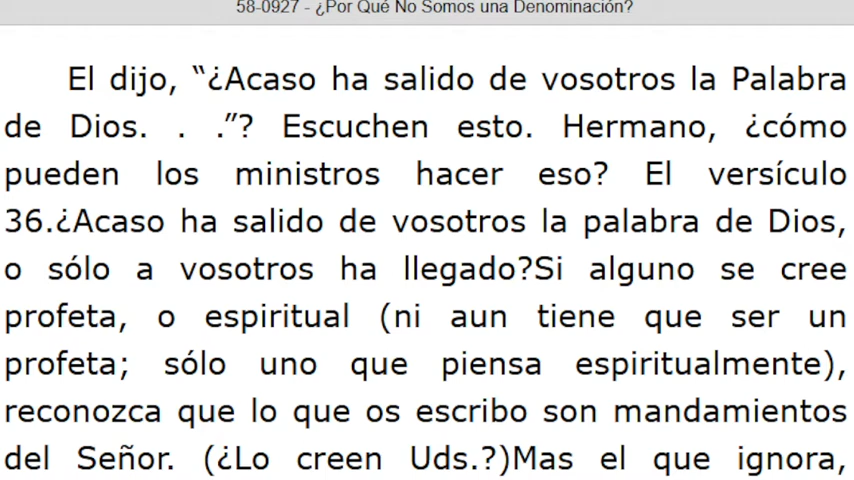 58-0927 - ¿Por Qué No Somos una Denominación?
El dijo, “¿Acaso ha salido de vosotros la Palabra
de Dios. . .”? Escuchen esto. Hermano, ¿cómo
pueden los ministros hacer eso? El versículo
36.¿Acaso ha salido de vosotros la palabra de Dios,
o sólo a vosotros ha llegado?Si alguno se cree
profeta, o espiritual (ni aun tiene que ser un
profeta; sólo uno que piensa espiritualmente),
reconozca que lo que os escribo son mandamientos
del Señor. (¿Lo creen Uds.?)Mas el que ignora,